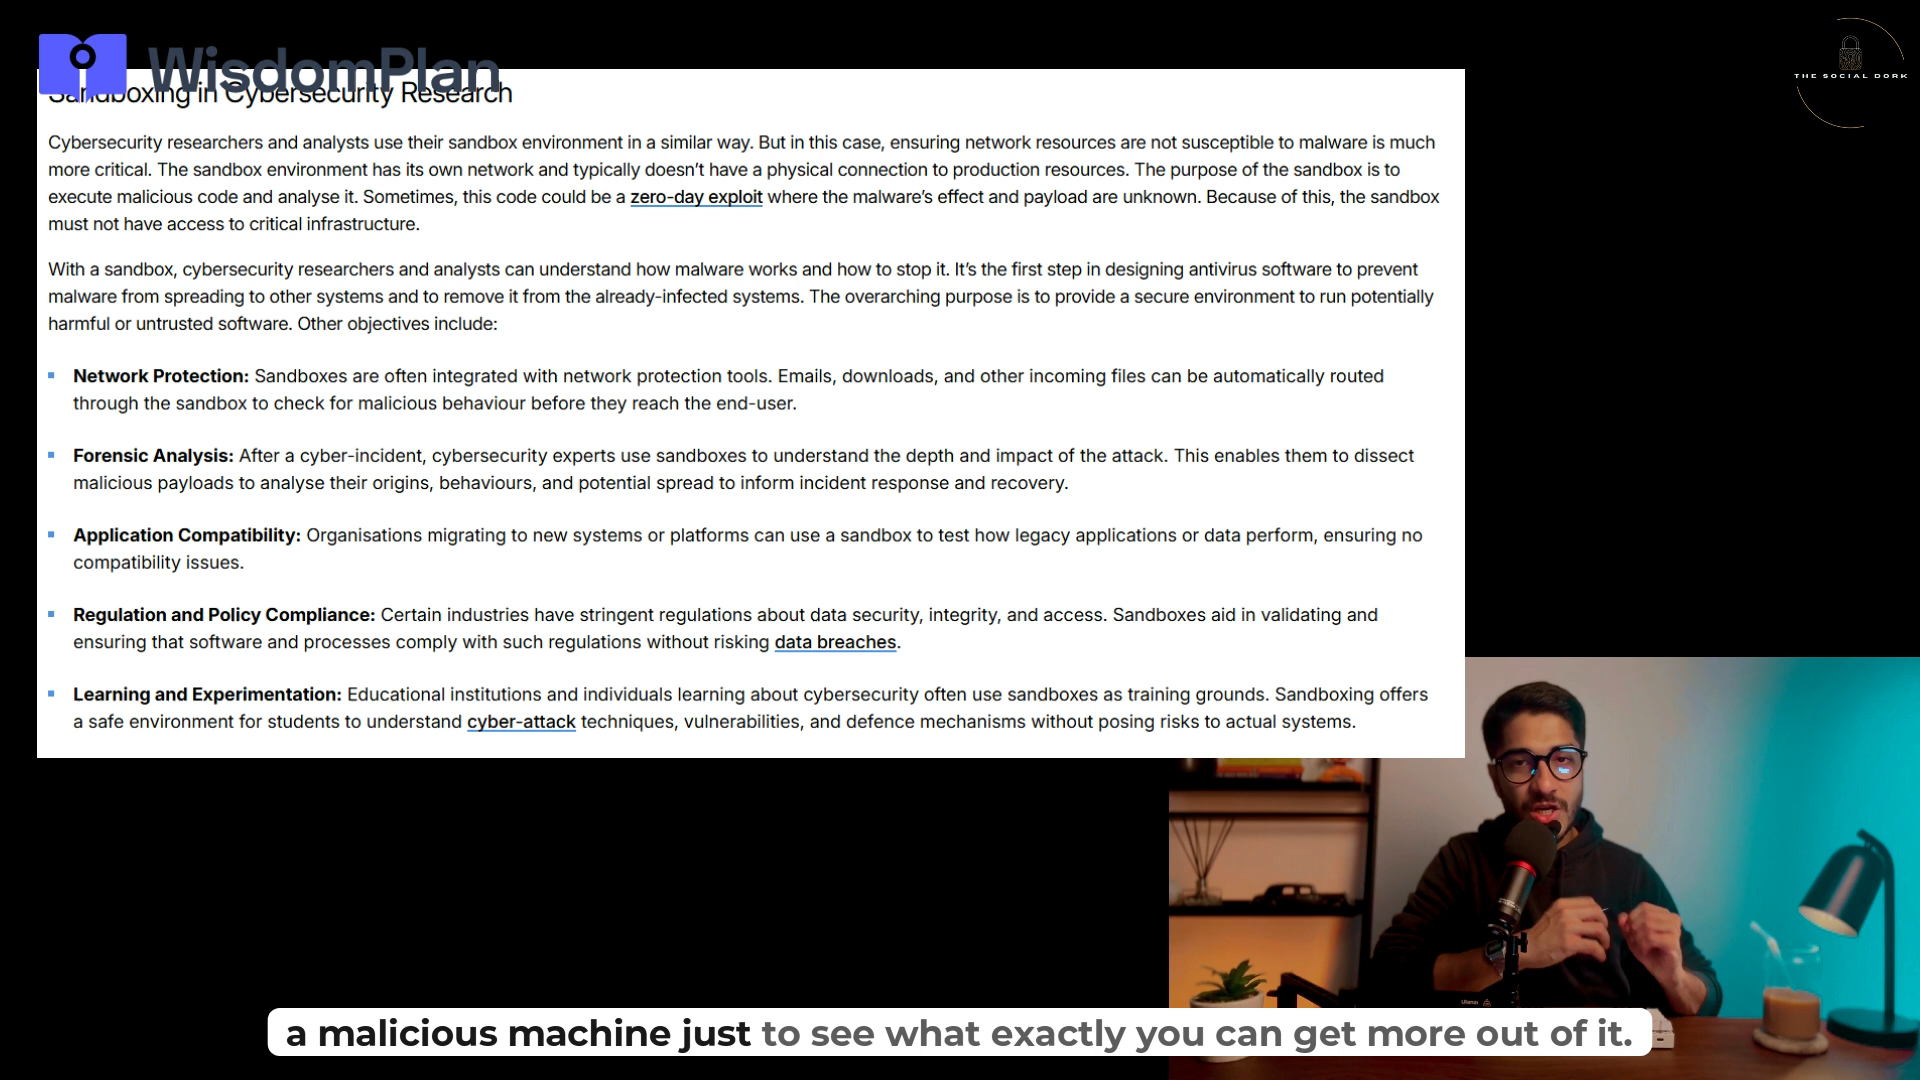 WisdomPlan
THE SOCIAL DORK
Sandboxing in Cybersecurity Research
Cybersecurity researchers and analysts use their sandbox environment in a similar way. But in this case, ensuring network resources are not susceptible to malware is much
more critical. The sandbox environment has its own network and typically doesn’t have a physical connection to production resources. The purpose of the sandbox is to
execute malicious code and analyse it. Sometimes, this code could be a zero-day exploit where the malware’s effect and payload are unknown. Because of this, the sandbox
must not have access to critical infrastructure.
With a sandbox, cybersecurity researchers and analysts can understand how malware works and how to stop it. It’s the first step in designing antivirus software to prevent
malware from spreading to other systems and to remove it from the already-infected systems. The overarching purpose is to provide a secure environment to run potentially
harmful or untrusted software. Other objectives include:
Network Protection: Sandboxes are often integrated with network protection tools. Emails, downloads, and other incoming files can be automatically routed
through the sandbox to check for malicious behaviour before they reach the end-user.
Forensic Analysis: After a cyber-incident, cybersecurity experts use sandboxes to understand the depth and impact of the attack. This enables them to dissect
malicious payloads to analyse their origins, behaviours, and potential spread to inform incident response and recovery.
Application Compatibility: Organisations migrating to new systems or platforms can use a sandbox to test how legacy applications or data perform, ensuring no
compatibility issues.
Regulation and Policy Compliance: Certain industries have stringent regulations about data security, integrity, and access. Sandboxes aid in validating and
ensuring that software and processes comply with such regulations without risking data breaches.
Learning and Experimentation: Educational institutions and individuals learning about cybersecurity often use sandboxes as training grounds. Sandboxing offers
a safe environment for students to understand cyber-attack techniques, vulnerabilities, and defence mechanisms without posing risks to actual systems.
a malicious machine just to see what exactly you can get more out of it.